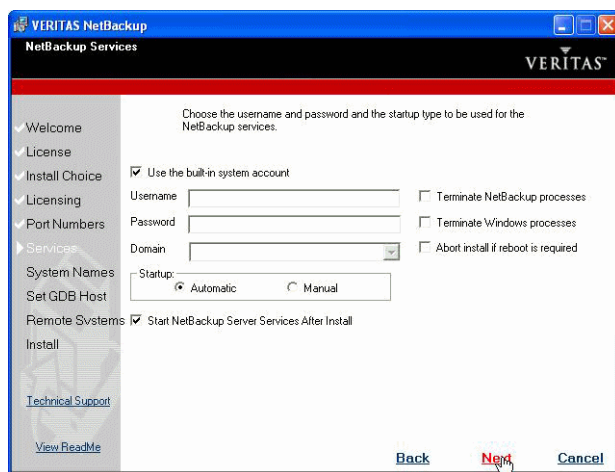 VERITAS NetBackup
NetBackup Services
VERITAS™
Choose the username and password and the startup type to be used for the
NetBackup services.
Welcome
License
Install Choice
Licensing
Port Numbers
Services
System Names
Set GDB Host
Remote Systems
Install
Technical Support
View ReadMe
Use the built-in system account
Username
Terminate NetBackup processes
Password
Terminate Windows processes
Domain
Abort install if reboot is required
Startup:
Automatic
Manual
Start NetBackup Server Services After Install
Back
Next
Cancel